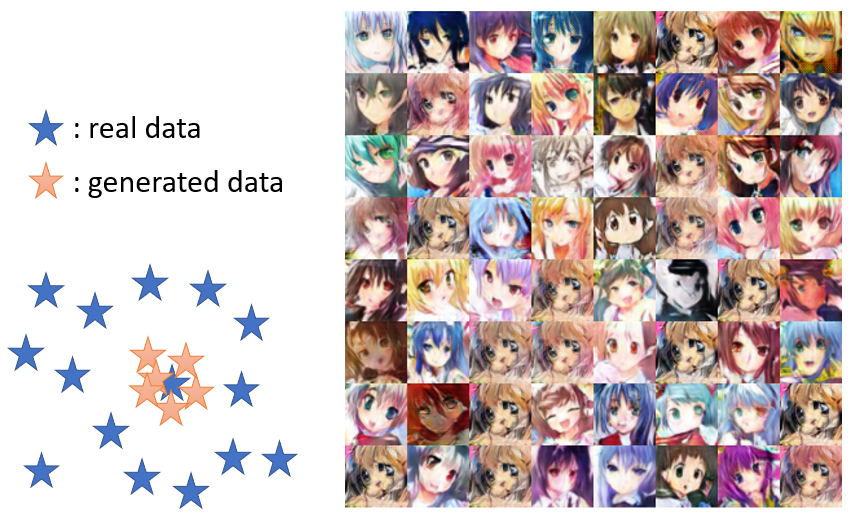 : real data
: generated data